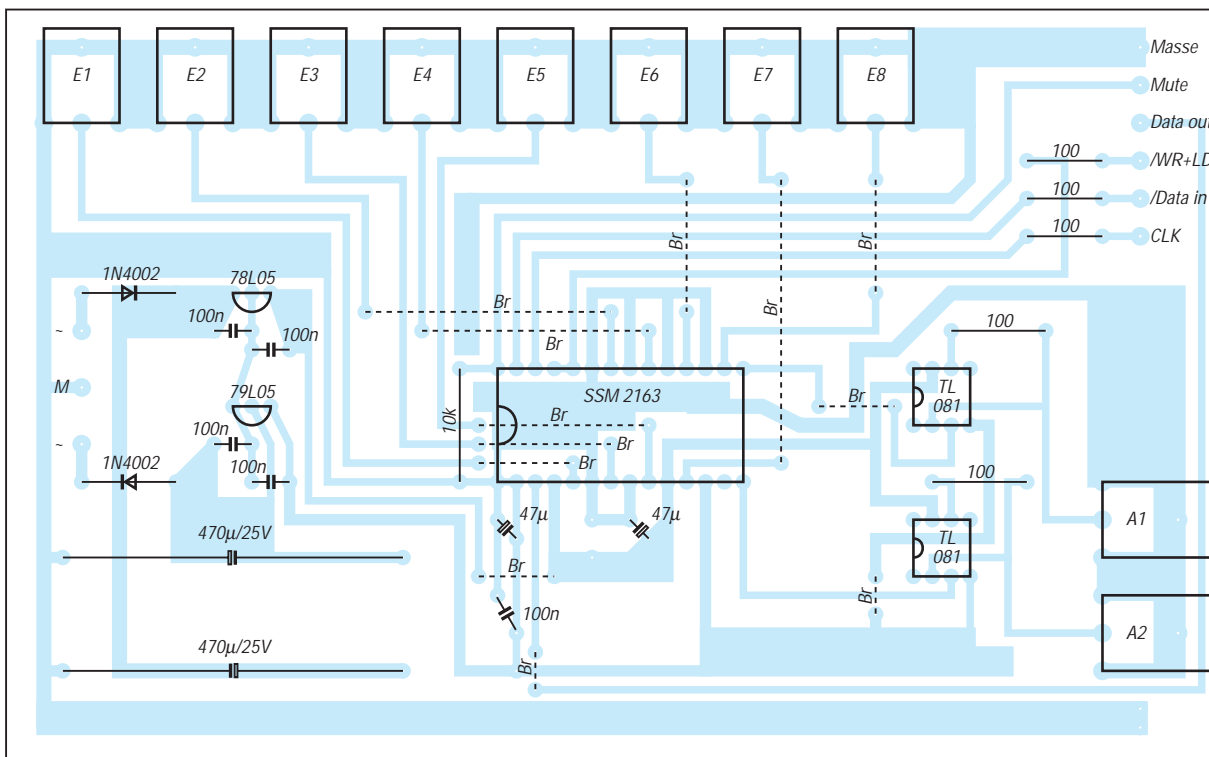 E1 E2 E3 E4 E5 E6 E7 E8
Masse
Mute
Data out
/WR+LD
100
/Data in
100
CLK
100
Br
Br
Br
1N4002
78L05
100n
100n
Br
Br
100
~
M
79L05
SSM 2163
10k
Br
Br
Br
Br
TL
081
100n
100n
~
1N4002
100
47µ
47µ
A1
470µ/25V
TL
081
Br
Br
100n
A2
470µ/25V
Br